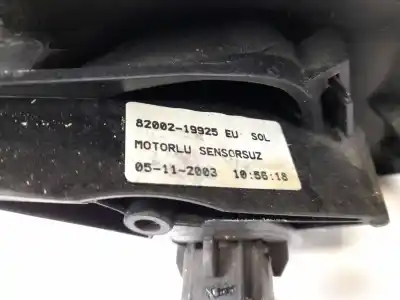 82002-19925 EU SOL
MOTORLU SENSORSUZ
05-11-2003 10:56:18